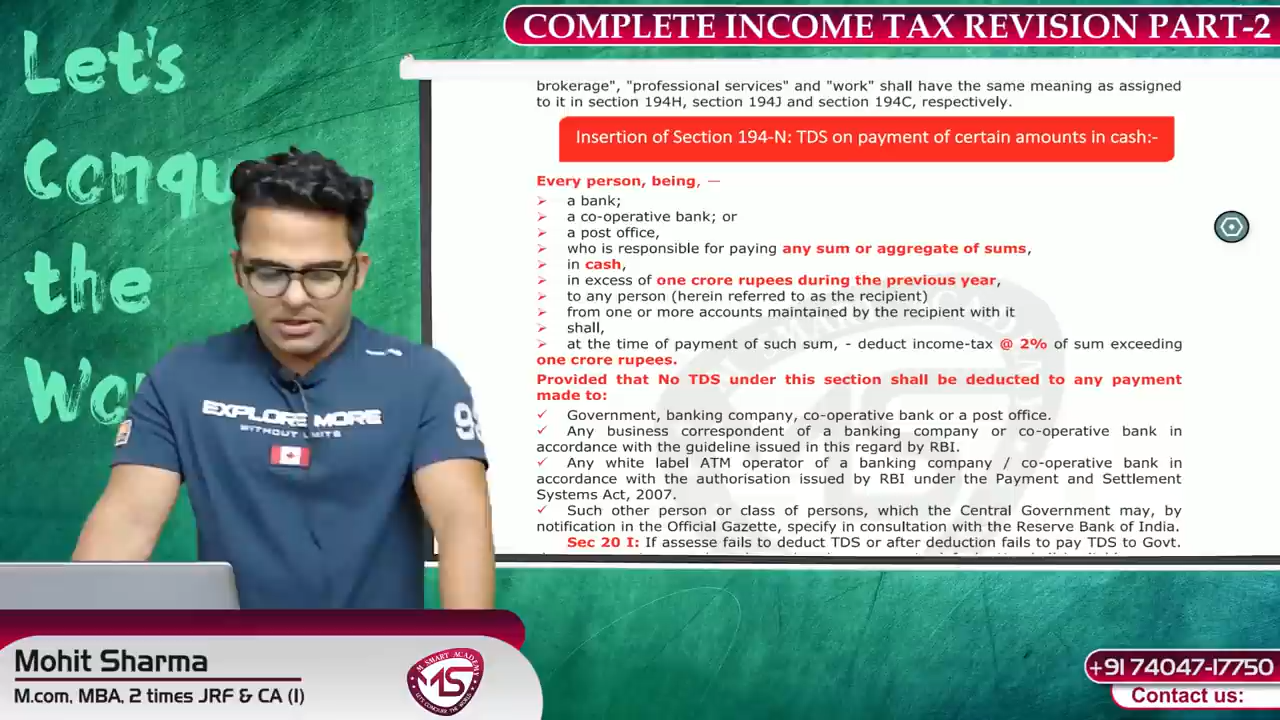 COMPLETE INCOME TAX REVISION PART-2
Let's
Conqu
the
Wo
brokerage", "professional services" and "work" shall have the same meaning as assigned
to it in section 194H, section 194J and section 194C, respectively.
Insertion of Section 194-N: TDS on payment of certain amounts in cash:-
Every person, being, —
➢ a bank;
➢ a co-operative bank; or
➢ a post office,
➢ who is responsible for paying any sum or aggregate of sums,
➢ in cash,
➢ in excess of one crore rupees during the previous year,
➢ to any person (herein referred to as the recipient)
➢ from one or more accounts maintained by the recipient with it
➢ shall,
➢ at the time of payment of such sum, - deduct income-tax @ 2% of sum exceeding
one crore rupees.
Provided that No TDS under this section shall be deducted to any payment
made to:
✓ Government, banking company, co-operative bank or a post office.
✓ Any business correspondent of a banking company or co-operative bank in
accordance with the guideline issued in this regard by RBI.
✓ Any white label ATM operator of a banking company / co-operative bank in
accordance with the authorisation issued by RBI under the Payment and Settlement
Systems Act, 2007.
✓ Such other person or class of persons, which the Central Government may, by
notification in the Official Gazette, specify in consultation with the Reserve Bank of India.
Sec 20 I: If assesse fails to deduct TDS or after deduction fails to pay TDS to Govt.
EXPLORE MORE
WITHOUT LIMITS
Mohit Sharma
M.com, MBA, 2 times JRF & CA (I)
M SMART ACADEMY
MS
LET'S CONQUER THE WORLD
+91 74047-17750
Contact us: